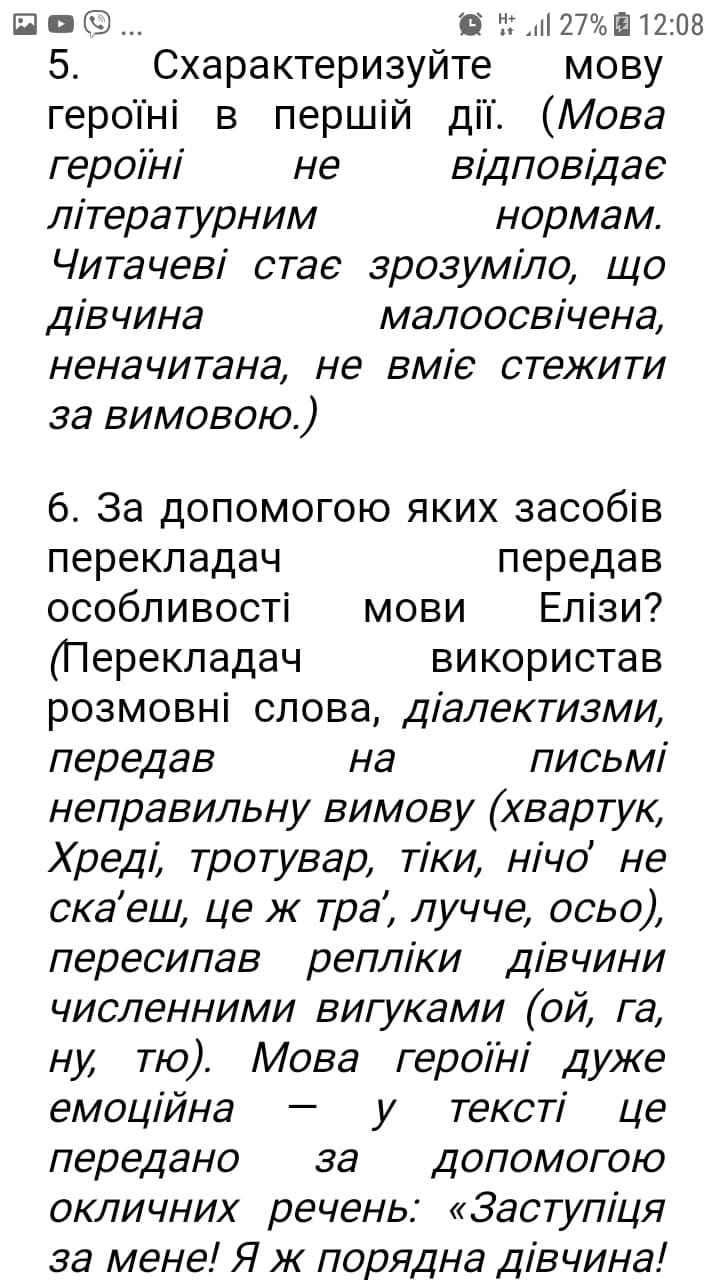 ... H+ 27% 12:08
5. Схарактеризуйте мову
героїні в першій дії. (Мова
героїні не відповідає
літературним нормам.
Читачеві стає зрозуміло, що
дівчина малоосвічена,
неначитана, не вміє стежити
за вимовою.)
6. За допомогою яких засобів
перекладач передав
особливості мови Елізи?
(Перекладач використав
розмовні слова, діалектизми,
передав на письмі
неправильну вимову (хвартук,
Хреді, тротувар, тіки, нічо' не
ска'еш, це ж тра', лучче, осьо),
пересипав репліки дівчини
численними вигуками (ой, га,
ну, тю). Мова героїні дуже
емоційна — у тексті це
передано за допомогою
окличних речень: «Заступіця
за мене! Я ж порядна дівчина!